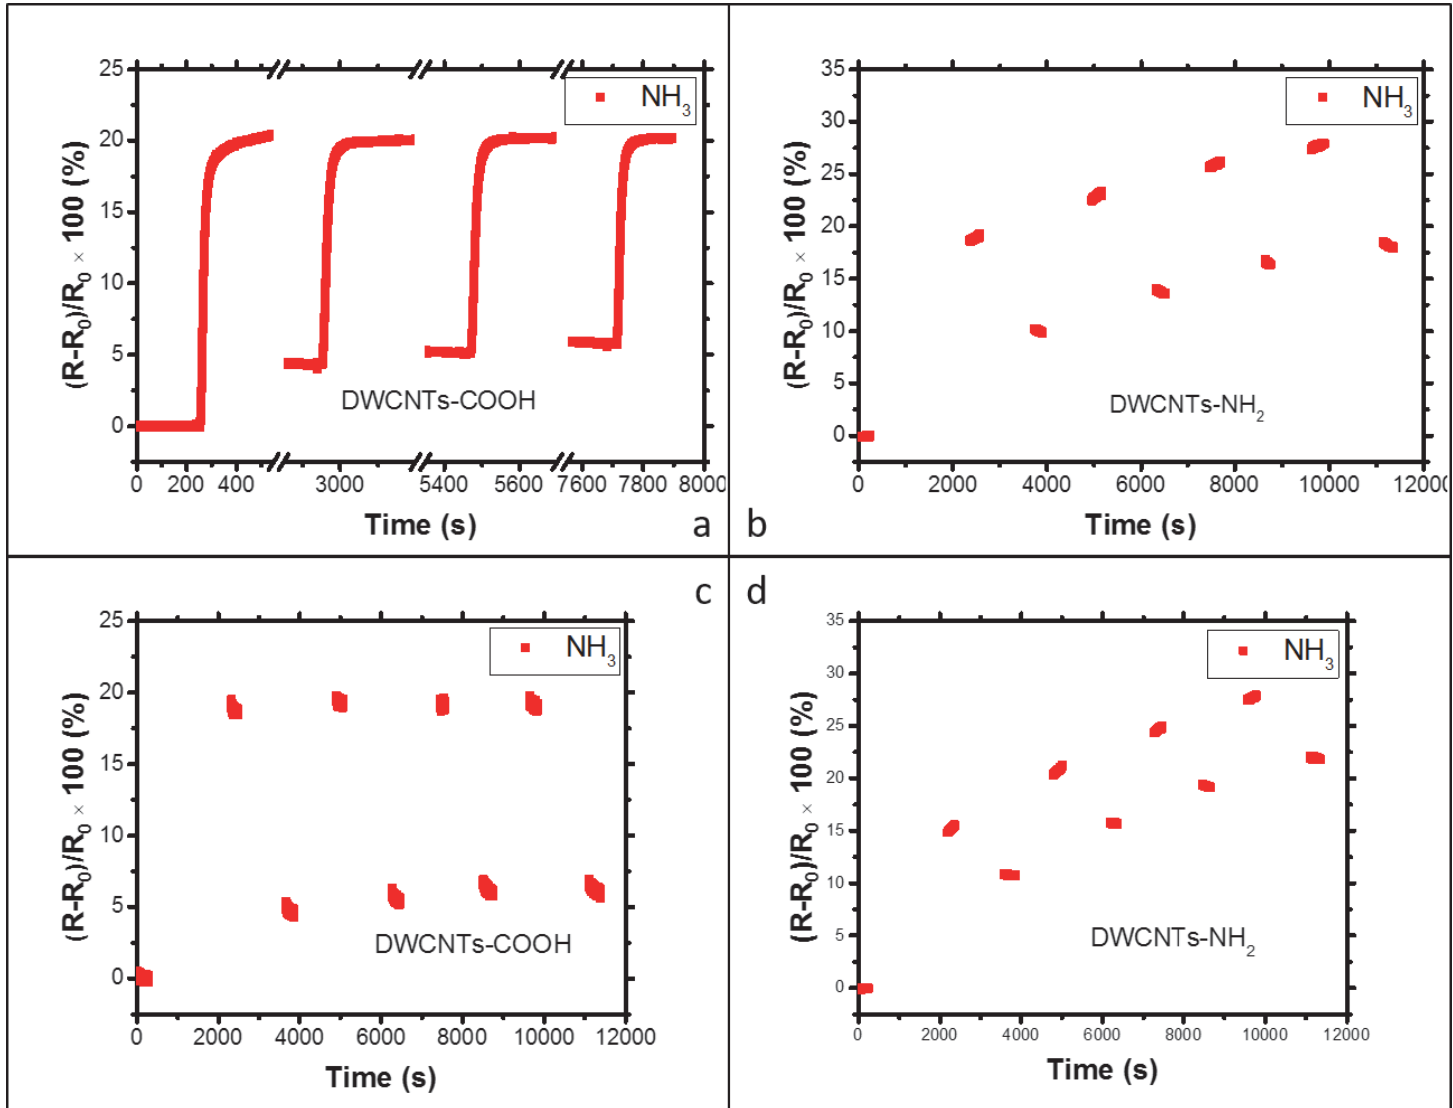 25
20
15
10
5
0
(R-R₀)/R₀ × 100 (%)
NH₃
DWCNTs-COOH
0 200 400 3000 5400 5600 7600 7800 8000
Time (s)
a
35
30
25
20
15
10
5
0
(R-R₀)/R₀ × 100 (%)
NH₃
DWCNTs-NH₂
0 2000 4000 6000 8000 10000 12000
Time (s)
b
c
25
20
15
10
5
0
(R-R₀)/R₀ × 100 (%)
NH₃
DWCNTs-COOH
0 2000 4000 6000 8000 10000 12000
Time (s)
d
35
30
25
20
15
10
5
0
(R-R₀)/R₀ × 100 (%)
NH₃
DWCNTs-NH₂
0 2000 4000 6000 8000 10000 12000
Time (s)